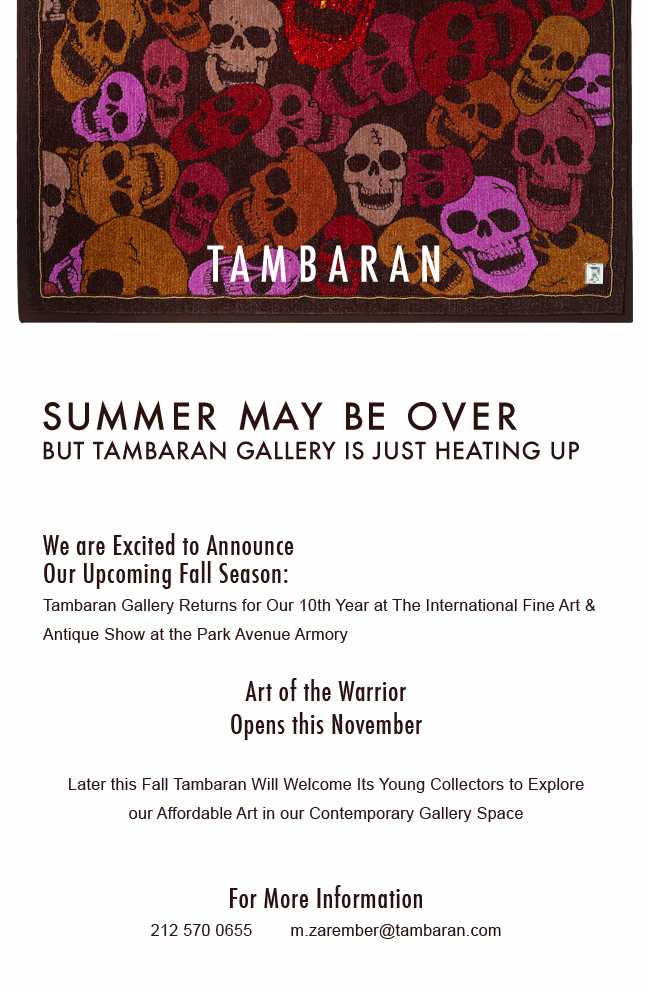 TAMBARAN
SUMMER MAY BE OVER
BUT TAMBARAN GALLERY IS JUST HEATING UP
We are Excited to Announce
Our Upcoming Fall Season:
Tambaran Gallery Returns for Our 10th Year at The International Fine Art &
Antique Show at the Park Avenue Armory
Art of the Warrior
Opens this November
Later this Fall Tambaran Will Welcome Its Young Collectors to Explore
our Affordable Art in our Contemporary Gallery Space
For More Information
212 570 0655 m.zarember@tambaran.com